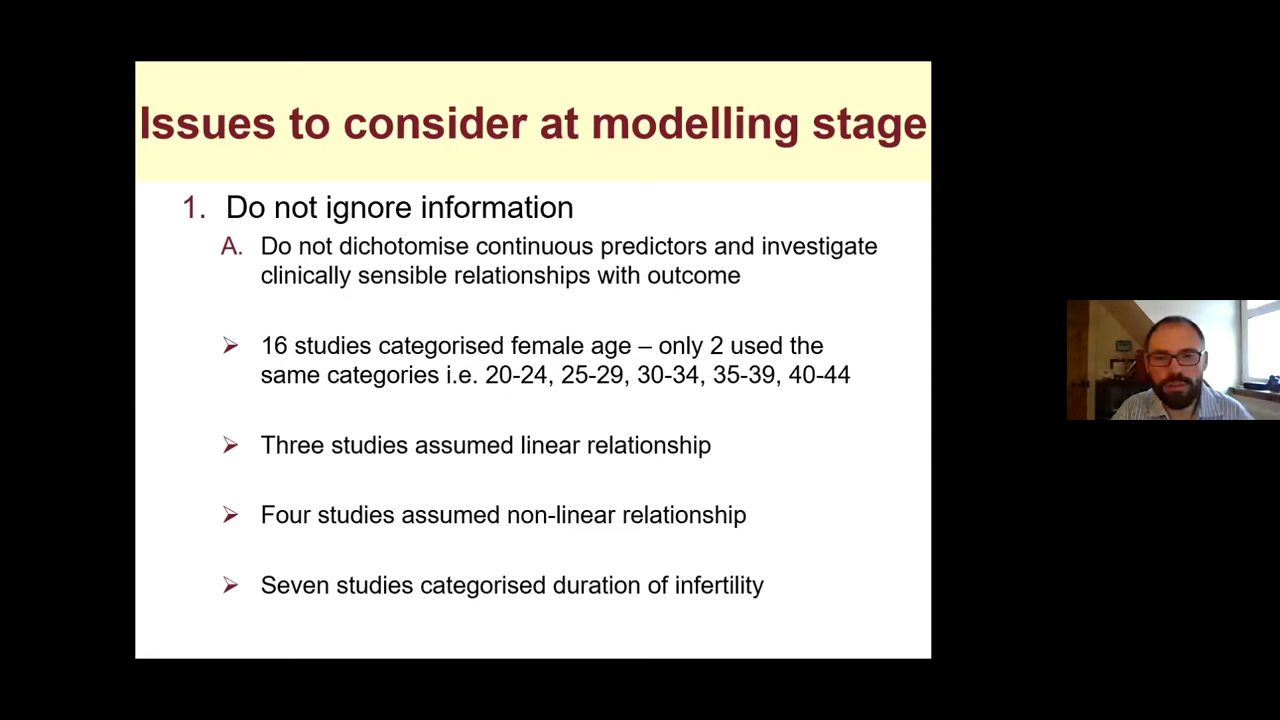 Issues to consider at modelling stage
1. Do not ignore information
A. Do not dichotomise continuous predictors and investigate
clinically sensible relationships with outcome
➢ 16 studies categorised female age – only 2 used the
same categories i.e. 20-24, 25-29, 30-34, 35-39, 40-44
➢ Three studies assumed linear relationship
➢ Four studies assumed non-linear relationship
➢ Seven studies categorised duration of infertility